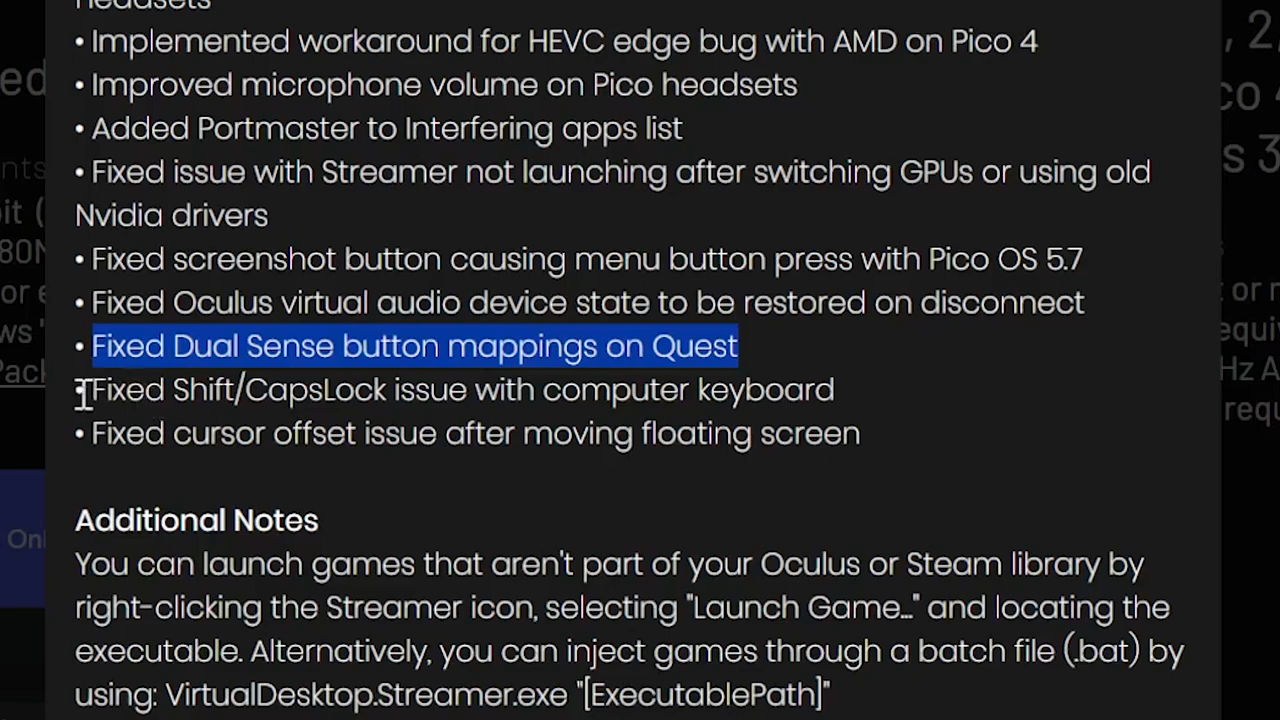 headsets
• Implemented workaround for HEVC edge bug with AMD on Pico 4
• Improved microphone volume on Pico headsets
• Added Portmaster to Interfering apps list
• Fixed issue with Streamer not launching after switching GPUs or using old
Nvidia drivers
• Fixed screenshot button causing menu button press with Pico OS 5.7
• Fixed Oculus virtual audio device state to be restored on disconnect
• Fixed Dual Sense button mappings on Quest
• Fixed Shift/CapsLock issue with computer keyboard
• Fixed cursor offset issue after moving floating screen
Additional Notes
You can launch games that aren't part of your Oculus or Steam library by
right-clicking the Streamer icon, selecting "Launch Game..." and locating the
executable. Alternatively, you can inject games through a batch file (.bat) by
using: VirtualDesktop.Streamer.exe "[ExecutablePath]"